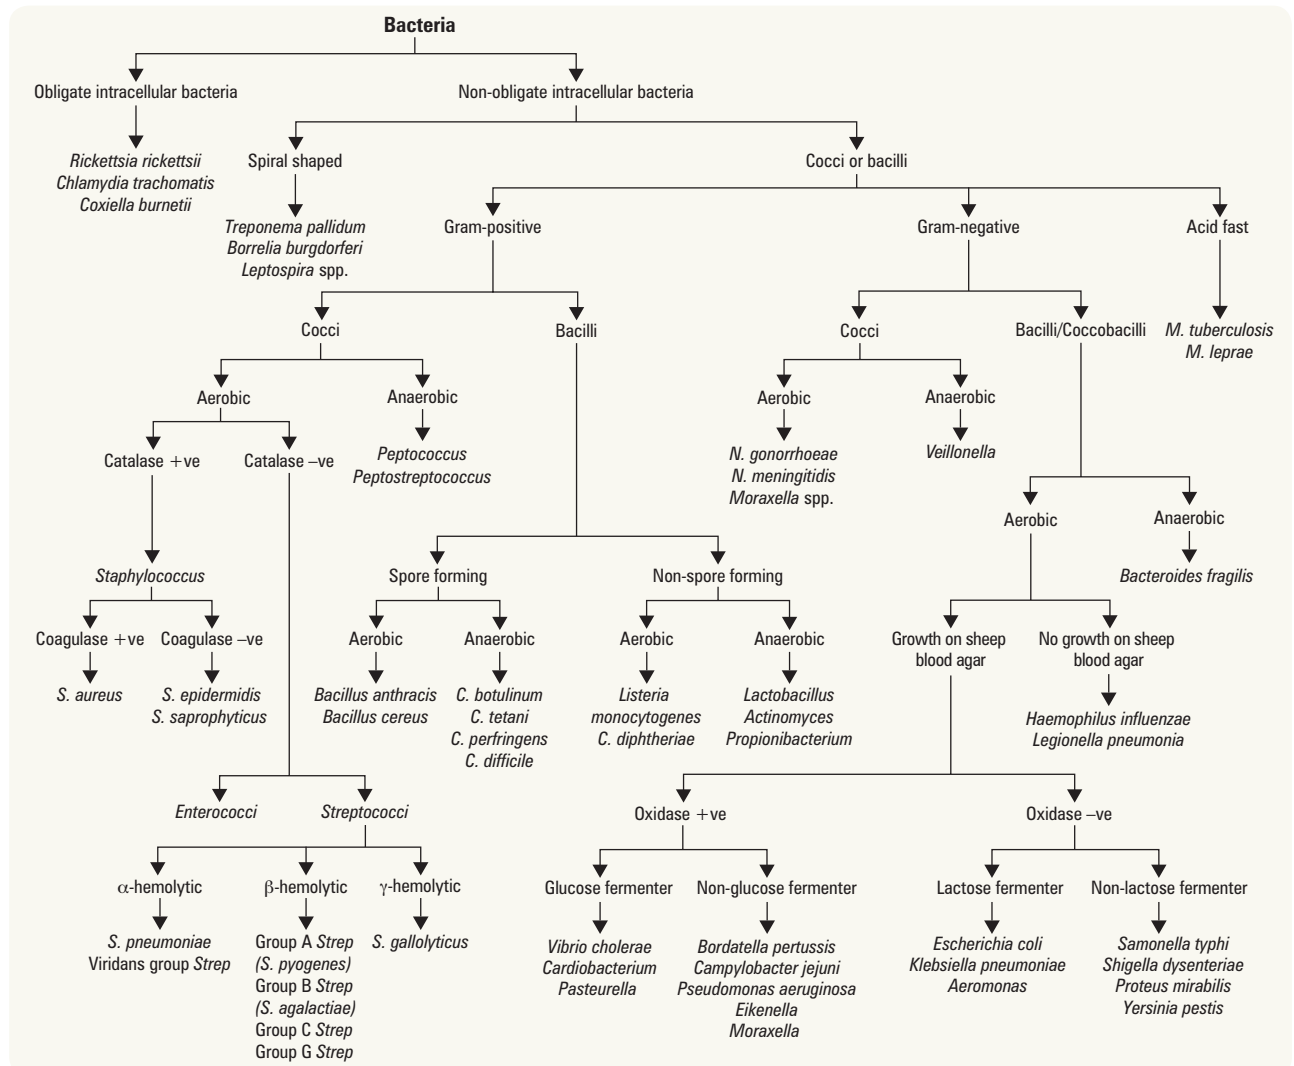 Bacteria
Obligate intracellular bacteria
Non-obligate intracellular bacteria
Rickettsia rickettsii
Chlamydia trachomatis
Coxiella burnetii
Spiral shaped
Cocci or bacilli
Treponema pallidum
Borrelia burgdorferi
Leptospira spp.
Gram-positive
Gram-negative
Acid fast
Cocci
Bacilli
Cocci
Bacilli/Coccobacilli
M. tuberculosis
M. leprae
Aerobic
Anaerobic
Aerobic
Anaerobic
Catalase +ve
Catalase –ve
Peptococcus
Peptostreptococcus
N. gonorrhoeae
N. meningitidis
Moraxella spp.
Veillonella
Aerobic
Anaerobic
Bacteroides fragilis
Staphylococcus
Spore forming
Non-spore forming
Coagulase +ve
Coagulase –ve
Aerobic
Anaerobic
Aerobic
Anaerobic
Growth on sheep
blood agar
No growth on sheep
blood agar
S. aureus
S. epidermidis
S. saprophyticus
Bacillus anthracis
Bacillus cereus
C. botulinum
C. tetani
C. perfringens
C. difficile
Listeria
monocytogenes
C. diphtheriae
Lactobacillus
Actinomyces
Propionibacterium
Haemophilus influenzae
Legionella pneumonia
Enterococci
Streptococci
Oxidase +ve
Oxidase –ve
α-hemolytic
β-hemolytic
γ-hemolytic
Glucose fermenter
Non-glucose fermenter
Lactose fermenter
Non-lactose fermenter
S. pneumoniae
Viridans group Strep
Group A Strep
(S. pyogenes)
Group B Strep
(S. agalactiae)
Group C Strep
Group G Strep
S. gallolyticus
Vibrio cholerae
Cardiobacterium
Pasteurella
Bordatella pertussis
Campylobacter jejuni
Pseudomonas aeruginosa
Eikenella
Moraxella
Escherichia coli
Klebsiella pneumoniae
Aeromonas
Samonella typhi
Shigella dysenteriae
Proteus mirabilis
Yersinia pestis